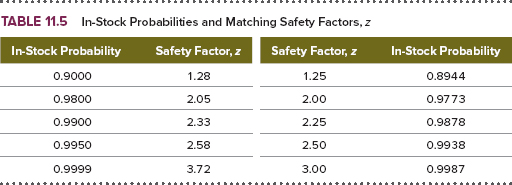 TABLE 11.5 In-Stock Probabilities and Matching Safety Factors, z
In-Stock Probability Safety Factor, z Safety Factor, z In-Stock Probability
0.9000 1.28 1.25 0.8944
0.9800 2.05 2.00 0.9773
0.9900 2.33 2.25 0.9878
0.9950 2.58 2.50 0.9938
0.9999 3.72 3.00 0.9987